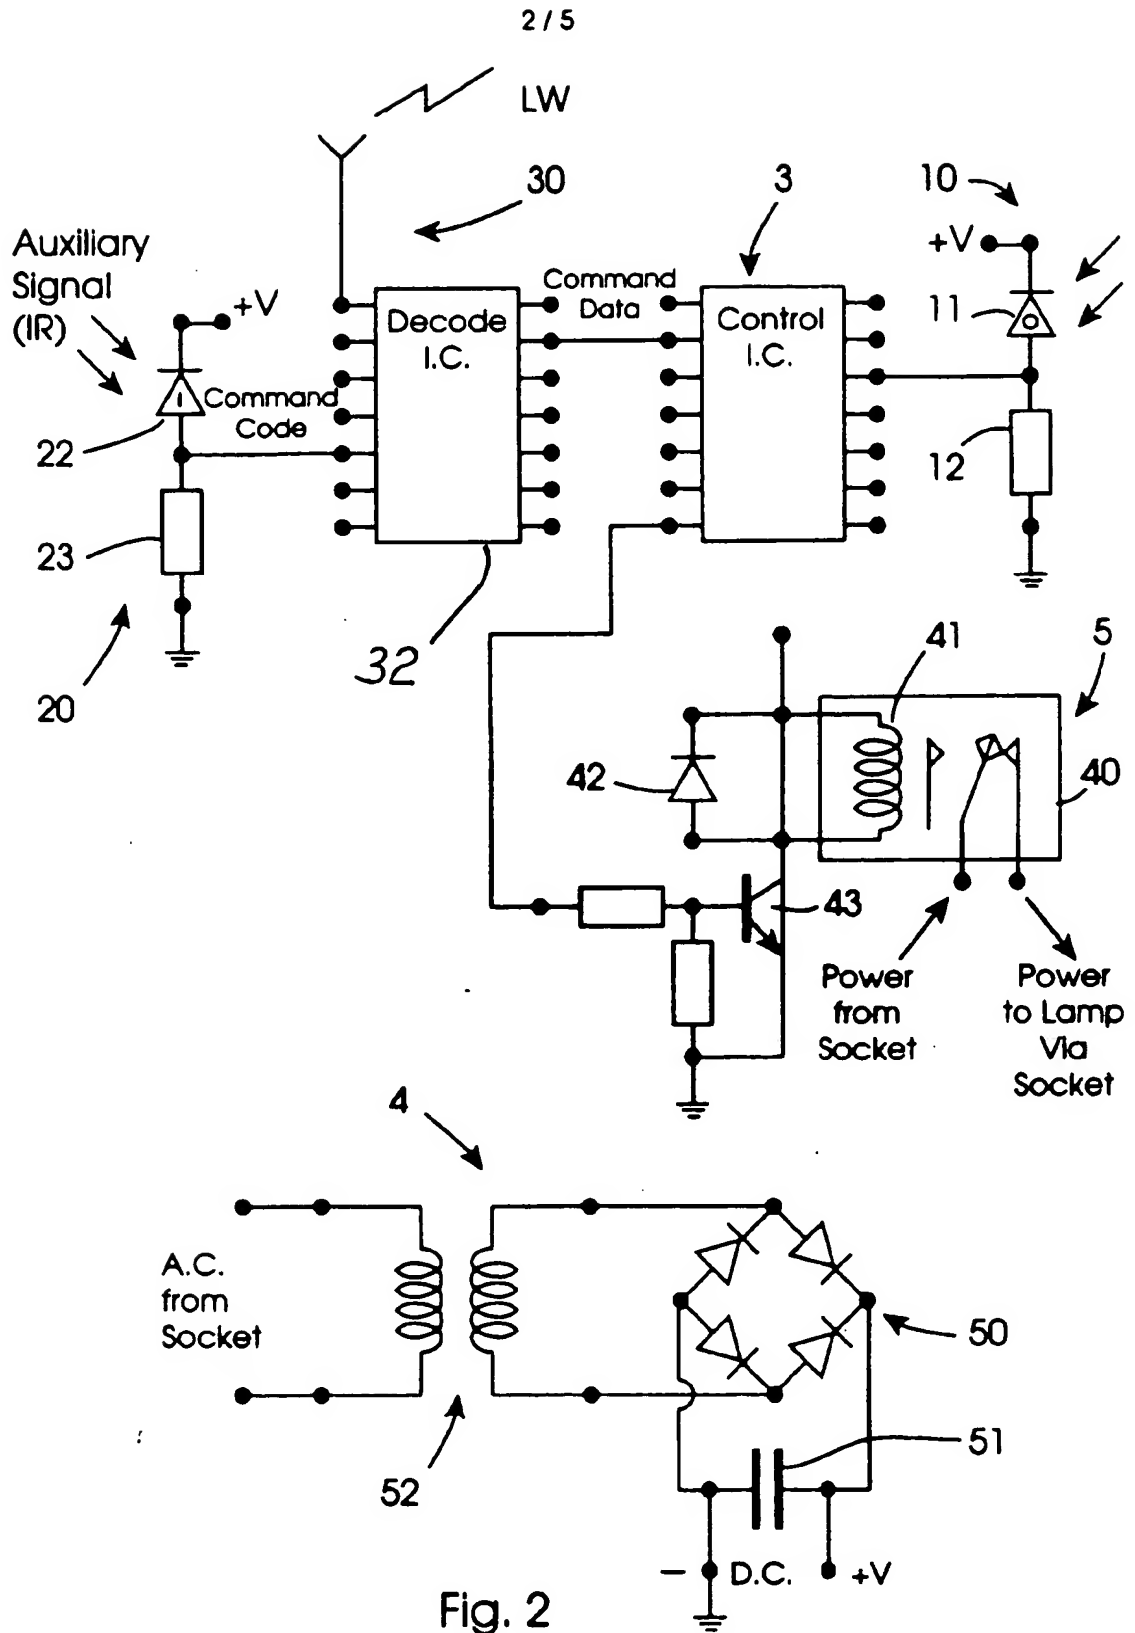 2 / 5
LW
30
3
10
Auxiliary
Signal
(IR)
+V
Command
Data
+V
Decode
I.C.
Control
I.C.
11
Command
Code
22
12
23
32
20
41
5
42
40
43
Power
from
Socket
Power
to Lamp
Via
Socket
4
A.C.
from
Socket
50
51
52
–
D.C.
+V
Fig. 2